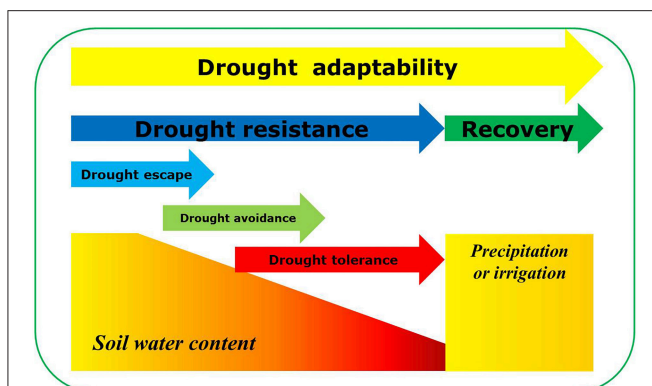 Drought adaptability
Drought resistance
Recovery
Drought escape
Drought avoidance
Drought tolerance
Precipitation
or irrigation
Soil water content